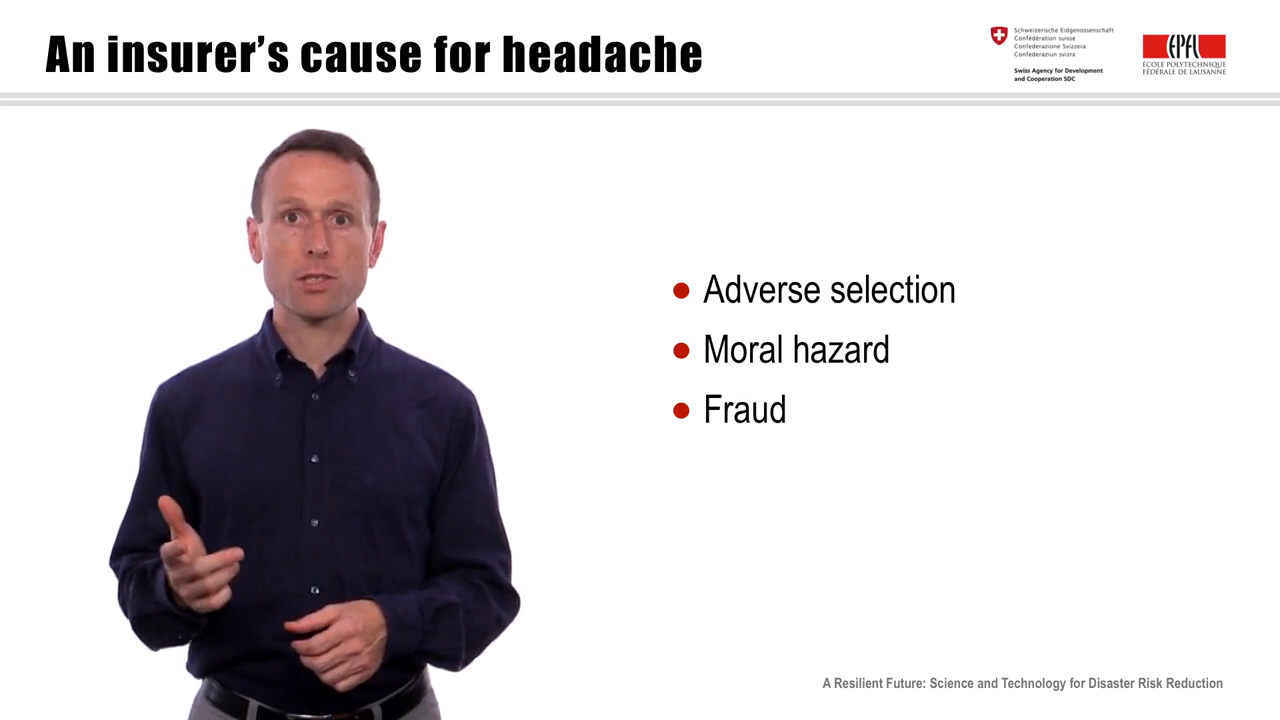 An insurer’s cause for headache
Schweizerische Eidgenossenschaft
Confédération suisse
Confederazione Svizzera
Confederaziun svizra
Swiss Agency for Development
and Cooperation SDC
EPFL
ÉCOLE POLYTECHNIQUE
FÉDÉRALE DE LAUSANNE
● Adverse selection
● Moral hazard
● Fraud
A Resilient Future: Science and Technology for Disaster Risk Reduction